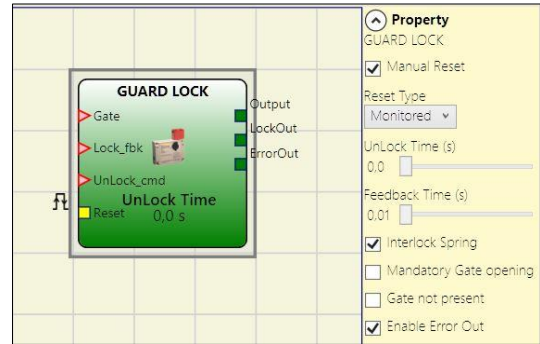 GUARD LOCK
Gate
Lock_fbk
UnLock_cmd
Reset
UnLock Time
0,0 s
Output
LockOut
ErrorOut
Property
GUARD LOCK
Manual Reset
Reset Type
Monitored
UnLock Time (s)
0,0
Feedback Time (s)
0,01
Interlock Spring
Mandatory Gate opening
Gate not present
Enable Error Out